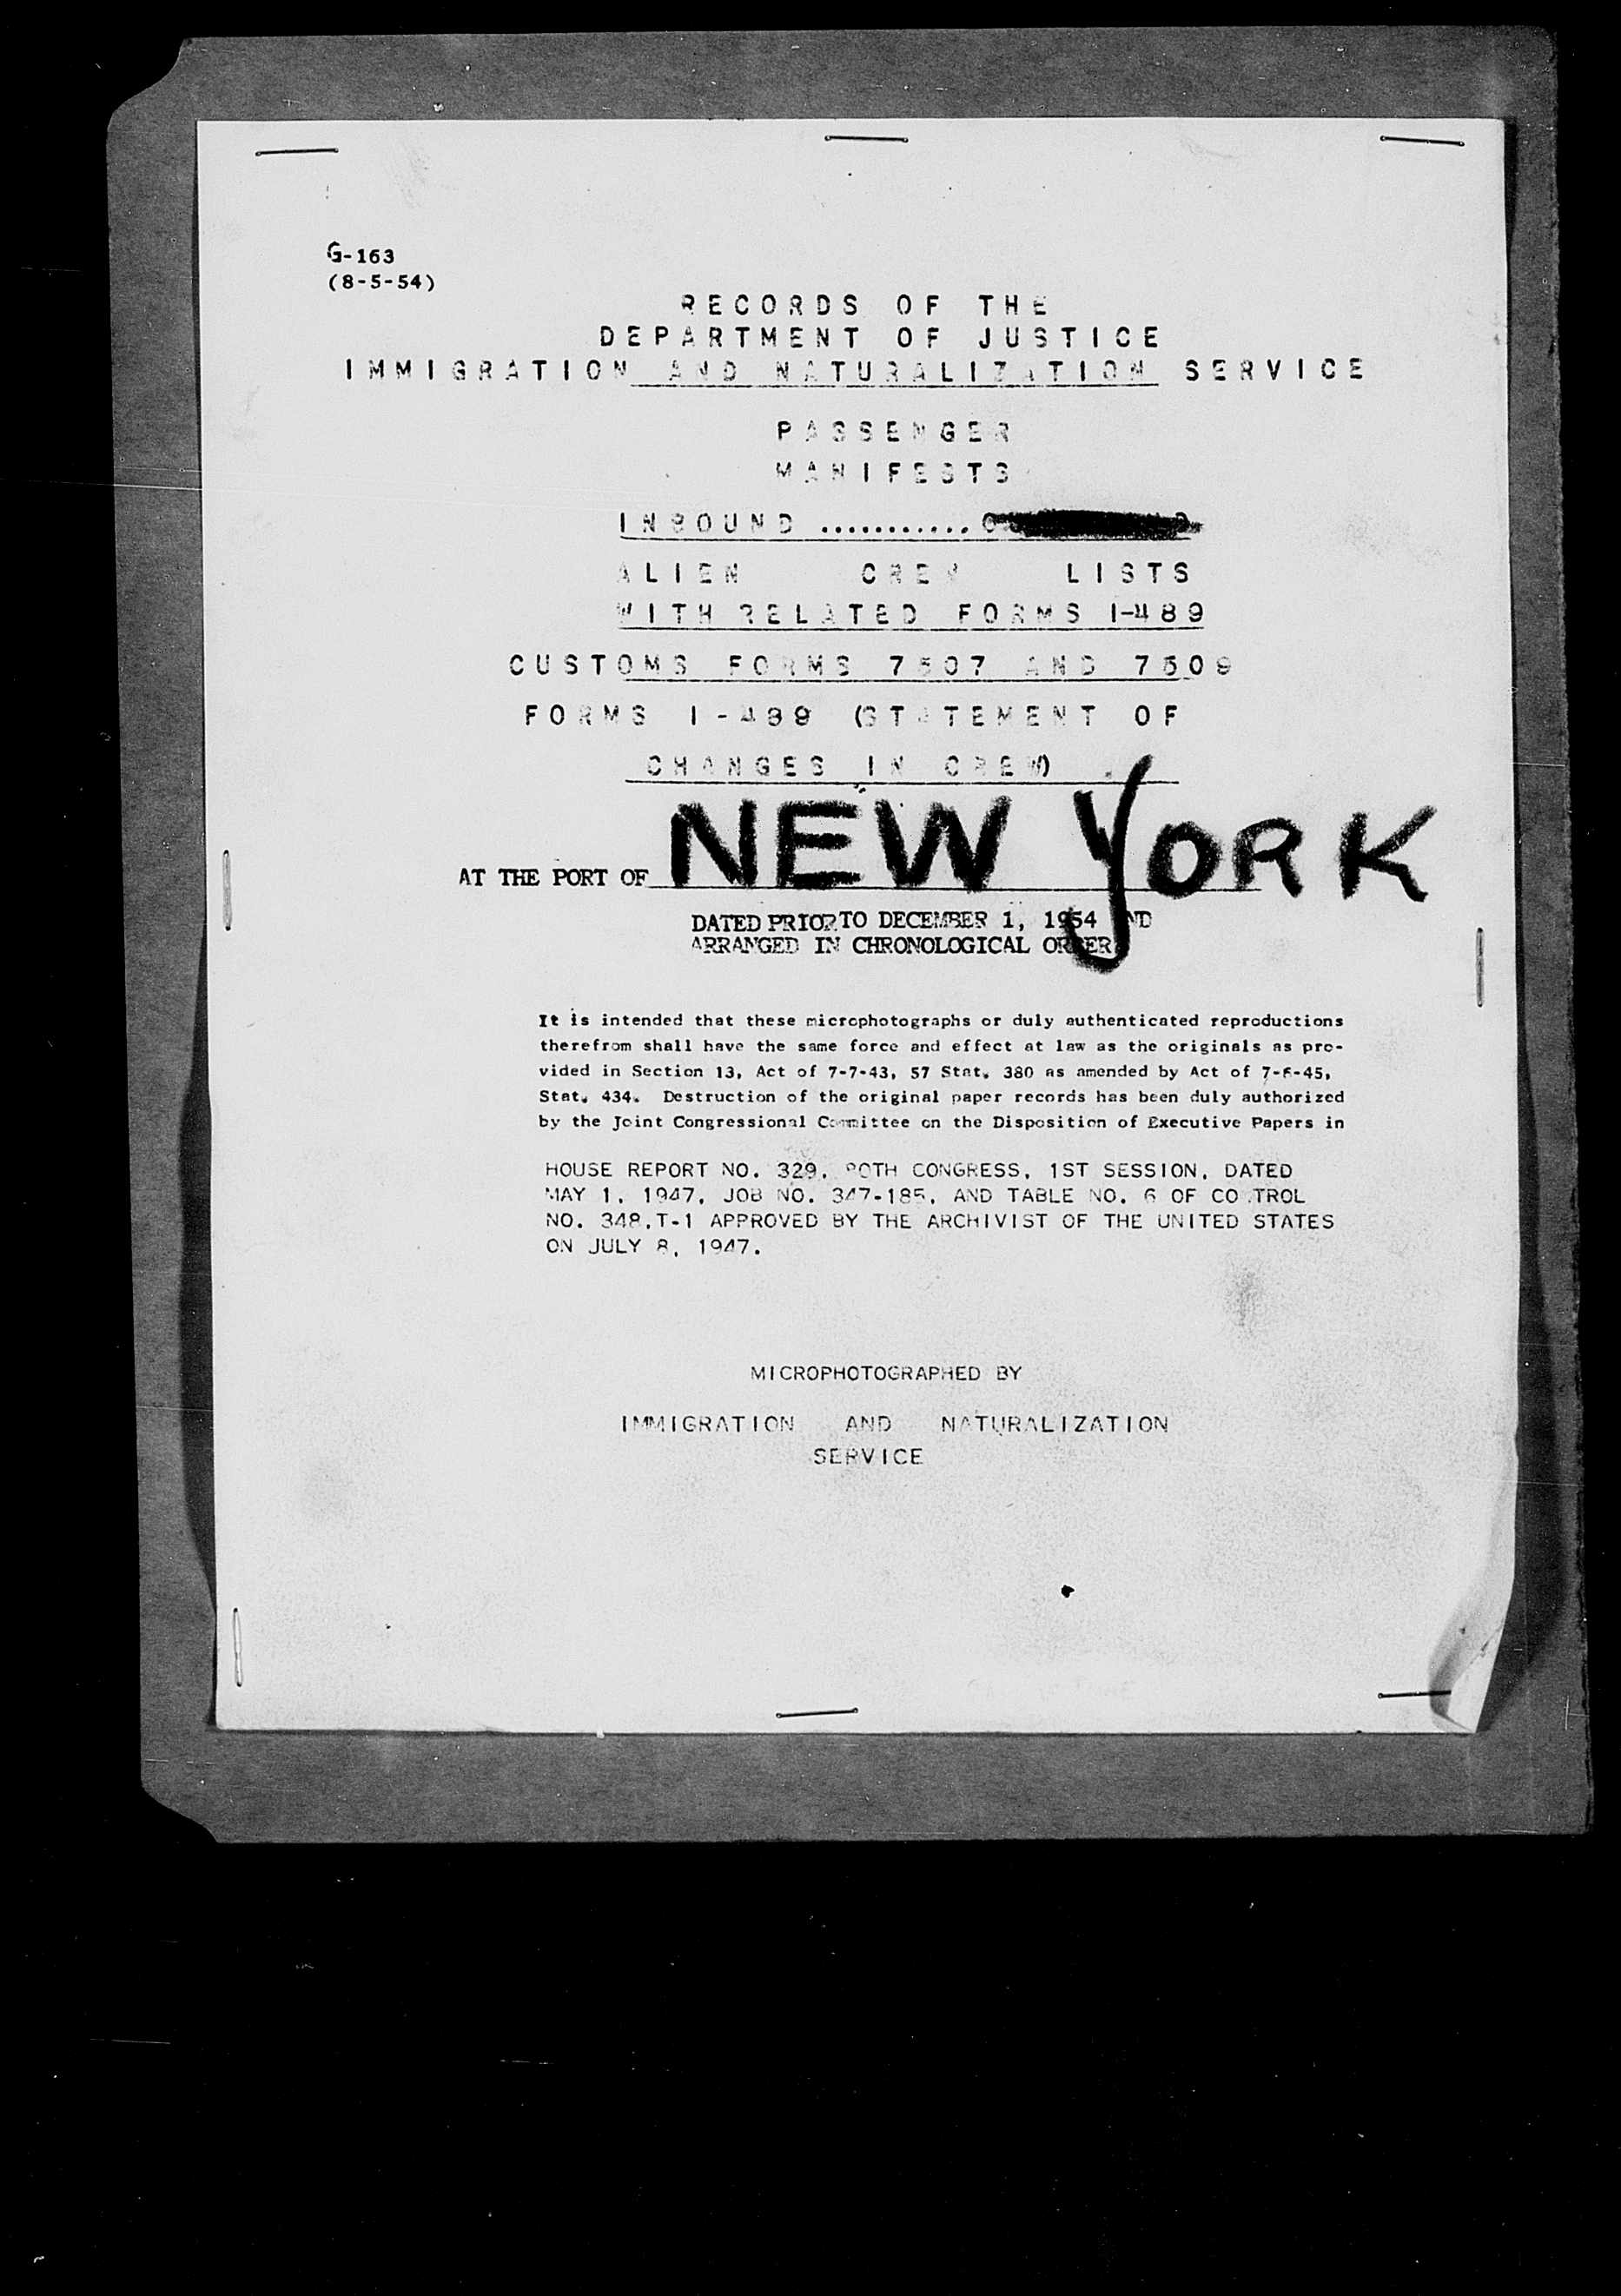 G-163
(8-5-54)
RECORDS OF THE
DEPARTMENT OF JUSTICE
IMMIGRATION AND NATURALIZATION SERVICE
PASSENGER
MANIFESTS
INBOUND ...........
ALIEN CREW LISTS
WITH RELATED FORMS I-489
CUSTOMS FORMS 7507 AND 7509
FORMS I-489 (STATEMENT OF
CHANGES IN CREW)
AT THE PORT OF NEW YORK
DATED PRIOR TO DECEMBER 1, 1954 AND
ARRANGED IN CHRONOLOGICAL ORDER
It is intended that these microphotographs or duly authenticated reproductions
therefrom shall have the same force and effect at law as the originals as pro-
vided in Section 13, Act of 7-7-43, 57 Stat. 380 as amended by Act of 7-6-45,
Stat. 434. Destruction of the original paper records has been duly authorized
by the Joint Congressional Committee on the Disposition of Executive Papers in
HOUSE REPORT NO. 329, 80TH CONGRESS, 1ST SESSION, DATED
MAY 1, 1947, JOB NO. 347-185, AND TABLE NO. 6 OF CONTROL
NO. 348.T-1 APPROVED BY THE ARCHIVIST OF THE UNITED STATES
ON JULY 8, 1947.
MICROPHOTOGRAPHED BY
IMMIGRATION AND NATURALIZATION
SERVICE